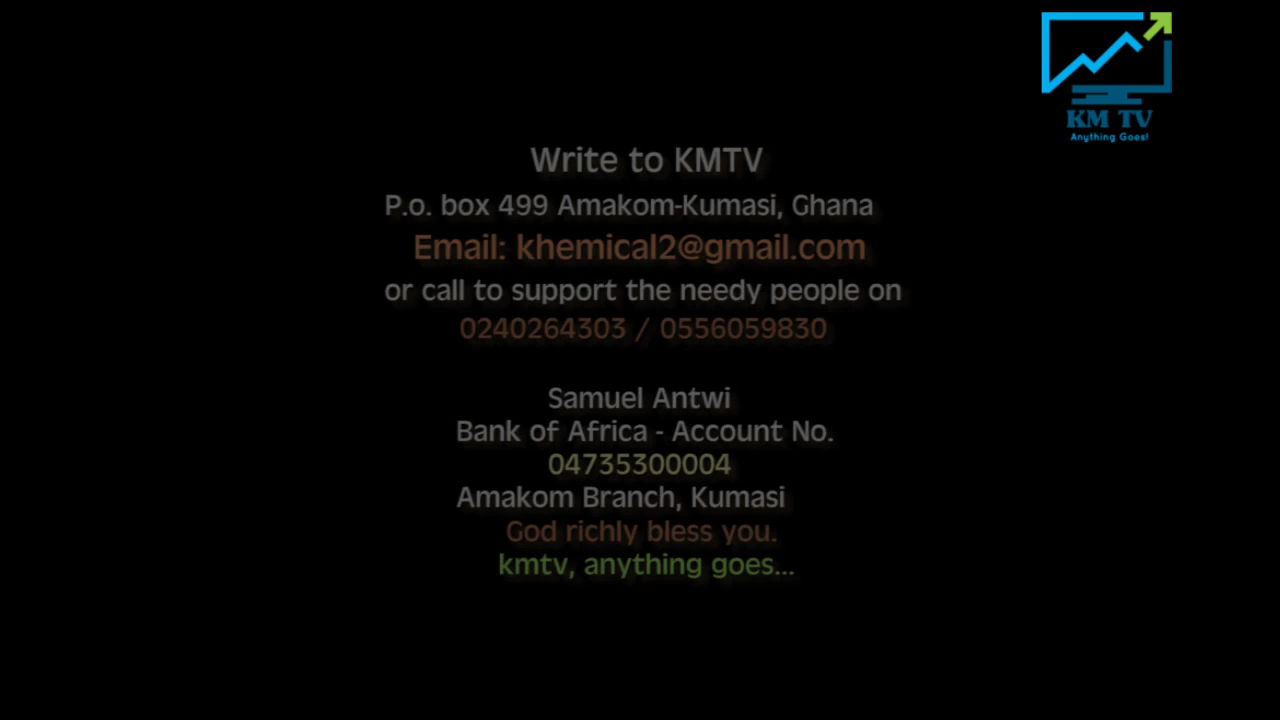 KM TV
Anything Goes!
Write to KMTV
P.o. box 499 Amakom-Kumasi, Ghana
Email: khemical2@gmail.com
or call to support the needy people on
0240264303 / 0556059830
Samuel Antwi
Bank of Africa - Account No.
04735300004
Amakom Branch, Kumasi
God richly bless you.
kmtv, anything goes...